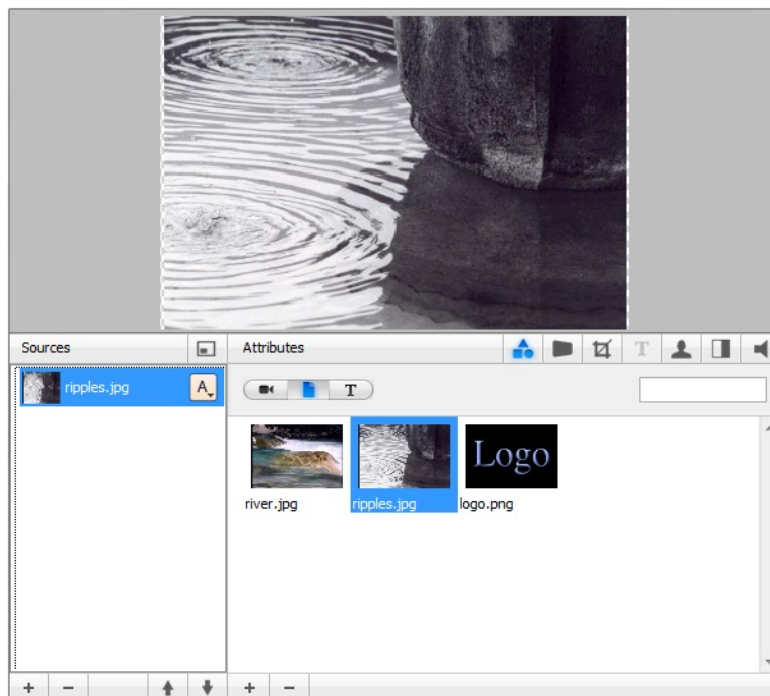 Sources
Attributes
T
ripples.jpg
A
T
Logo
river.jpg
ripples.jpg
logo.png